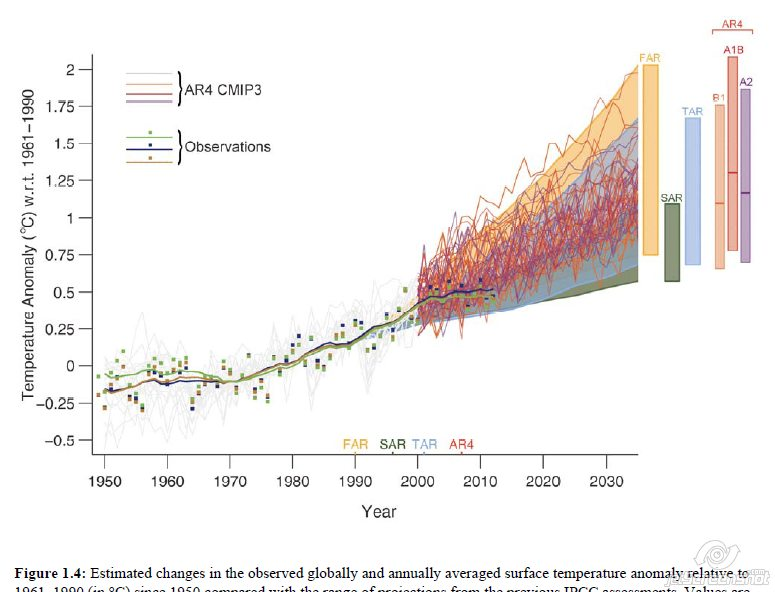 AR4
A1B
FAR
2
A2
AR4 CMIP3
1.75
B1
TAR
1.5
Observations
1.25
SAR
1
0.75
0.5
0.25
0
−0.25
−0.5
Temperature Anomaly (°C) w.r.t. 1961−1990
FAR SAR TAR AR4
1950 1960 1970 1980 1990 2000 2010 2020 2030
Year
Figure 1.4: Estimated changes in the observed globally and annually averaged surface temperature anomaly relative to
1961–1990 (in °C) since 1950 compared with the range of projections from the previous IPCC assessments. Values are